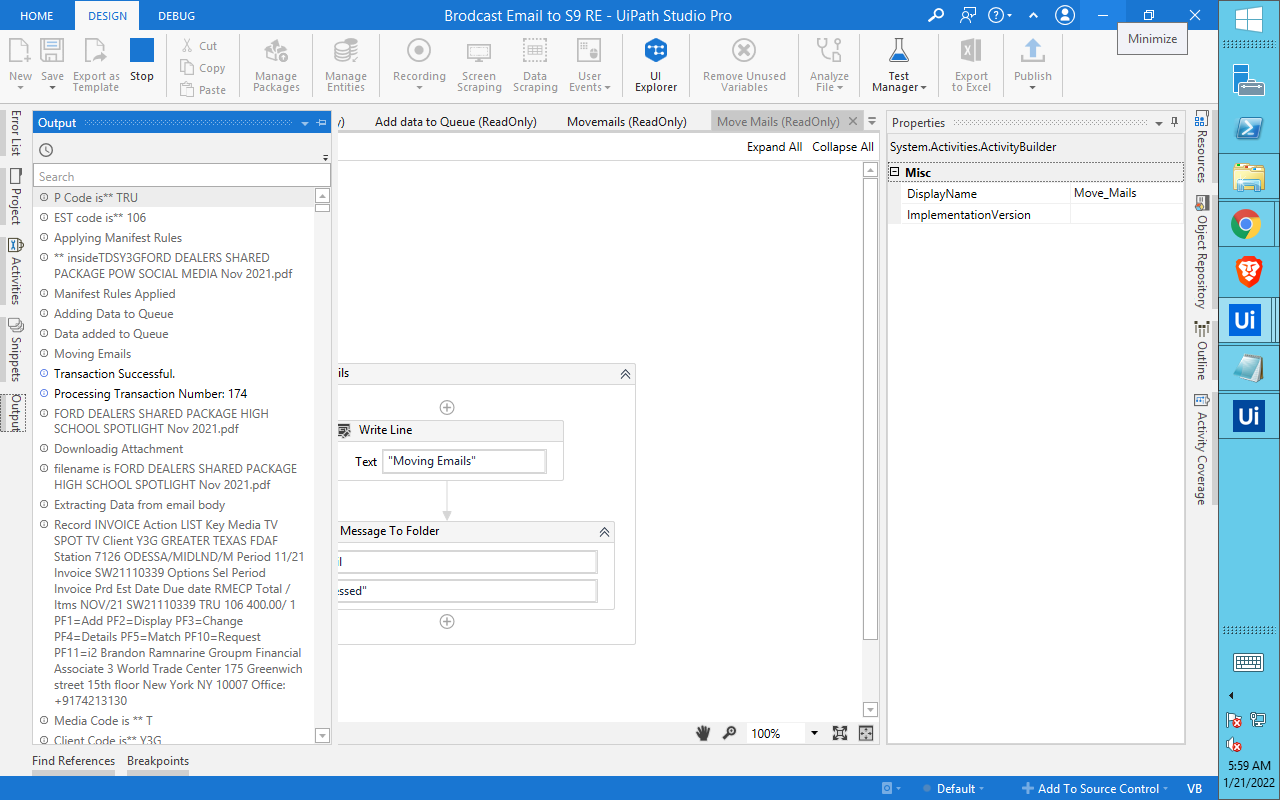 HOME
DESIGN
DEBUG
Brodcast Email to S9 RE - UiPath Studio Pro
Minimize
New
Save
Export as
Template
Stop
Cut
Copy
Paste
Manage
Packages
Manage
Entities
Recording
Screen
Scraping
Data
Scraping
User
Events
UI
Explorer
Remove Unused
Variables
Analyze
File
Test
Manager
Export
to Excel
Publish
Error List
Project
Activities
Snippets
Output
Output
Search
P Code is** TRU
EST code is** 106
Applying Manifest Rules
** insideTDSY3GFORD DEALERS SHARED
PACKAGE POW SOCIAL MEDIA Nov 2021.pdf
Manifest Rules Applied
Adding Data to Queue
Data added to Queue
Moving Emails
Transaction Successful.
Processing Transaction Number: 174
FORD DEALERS SHARED PACKAGE HIGH
SCHOOL SPOTLIGHT Nov 2021.pdf
Downloadig Attachment
filename is FORD DEALERS SHARED PACKAGE
HIGH SCHOOL SPOTLIGHT Nov 2021.pdf
Extracting Data from email body
Record INVOICE Action LIST Key Media TV
SPOT TV Client Y3G GREATER TEXAS FDAF
Station 7126 ODESSA/MIDLND/M Period 11/21
Invoice SW21110339 Options Sel Period
Invoice Prd Est Date Due date RMECP Total /
Itms NOV/21 SW21110339 TRU 106 400.00/ 1
PF1=Add PF2=Display PF3=Change
PF4=Details PF5=Match PF10=Request
PF11=i2 Brandon Ramnarine Groupm Financial
Associate 3 World Trade Center 175 Greenwich
street 15th floor New York NY 10007 Office:
+9174213130
Media Code is ** T
Client Code is** Y3G
y)
Add data to Queue (ReadOnly)
Movemails (ReadOnly)
Move Mails (ReadOnly)
Expand All
Collapse All
ils
Write Line
Text
"Moving Emails"
Message To Folder
il
essed"
100%
Properties
System.Activities.ActivityBuilder
Misc
DisplayName
Move_Mails
ImplementationVersion
Resources
Object Repository
Outline
Activity Coverage
Find References
Breakpoints
Default
Add To Source Control
VB
Ui
Ui
5:59 AM
1/21/2022